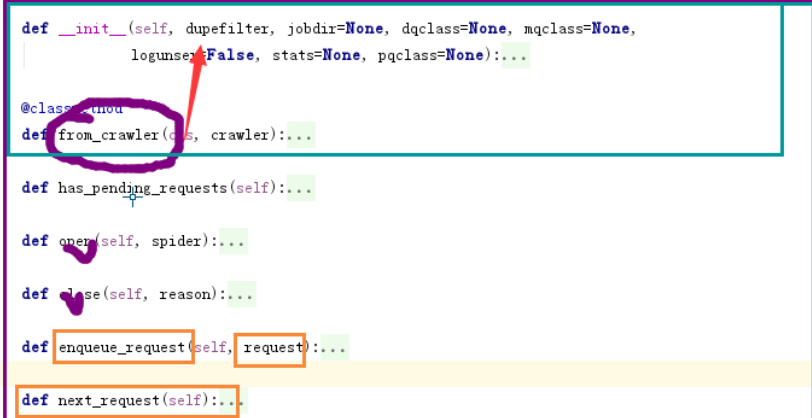 def __init__(self, dupefilter, jobdir=None, dqclass=None, mqclass=None,
logunser=False, stats=None, pqclass=None):...
@classmethod
def from_crawler(cls, crawler):...
def has_pending_requests(self):...
def open(self, spider):...
def close(self, reason):...
def enqueue_request(self, request):...
def next_request(self):...